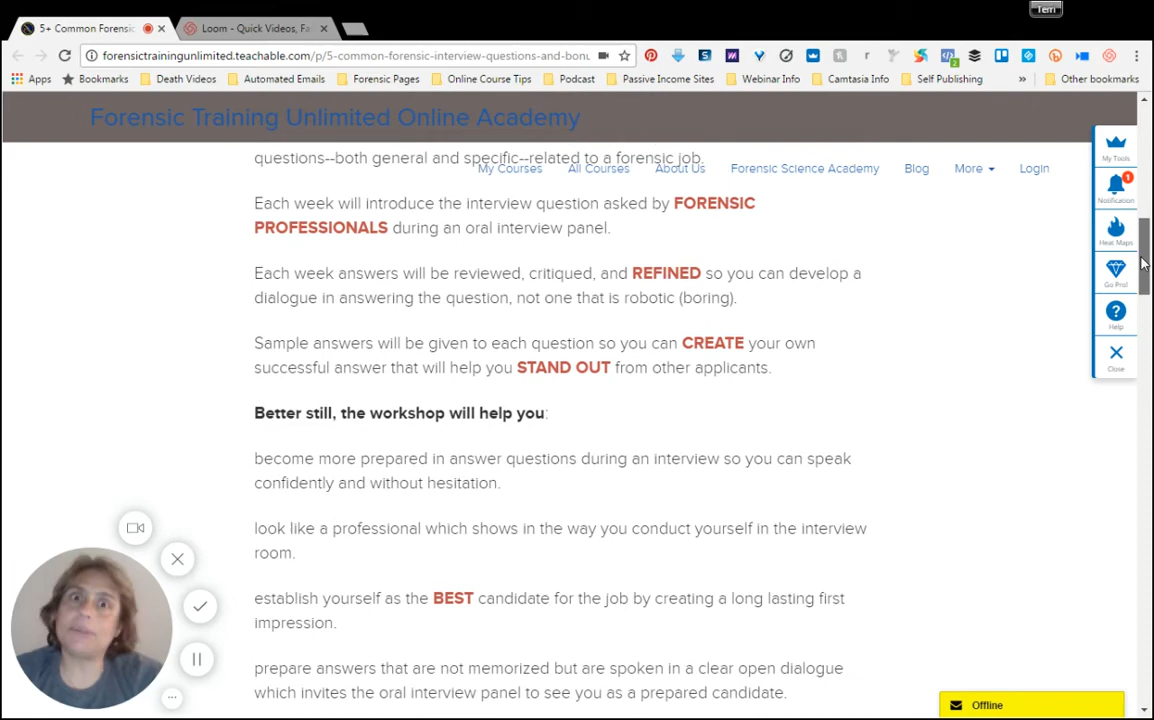 Terri
5+ Common Forensic
Loom - Quick Videos, Fa
forensictrainingunlimited.teachable.com/p/5-common-forensic-interview-questions-and-bonu
Apps
Bookmarks
Death Videos
Automated Emails
Forensic Pages
Online Course Tips
Podcast
Passive Income Sites
Webinar Info
Camtasia Info
Self Publishing
»
Other bookmarks
Forensic Training Unlimited Online Academy
questions--both general and specific--related to a forensic job.
My Courses
All Courses
About Us
Forensic Science Academy
Blog
More
Login
Each week will introduce the interview question asked by FORENSIC
PROFESSIONALS during an oral interview panel.
Each week answers will be reviewed, critiqued, and REFINED so you can develop a
dialogue in answering the question, not one that is robotic (boring).
Sample answers will be given to each question so you can CREATE your own
successful answer that will help you STAND OUT from other applicants.
Better still, the workshop will help you:
become more prepared in answer questions during an interview so you can speak
confidently and without hesitation.
look like a professional which shows in the way you conduct yourself in the interview
room.
establish yourself as the BEST candidate for the job by creating a long lasting first
impression.
prepare answers that are not memorized but are spoken in a clear open dialogue
which invites the oral interview panel to see you as a prepared candidate.
My Tools
1
Notification
Heat Maps
Go Pro!
?
Help
Close
Offline